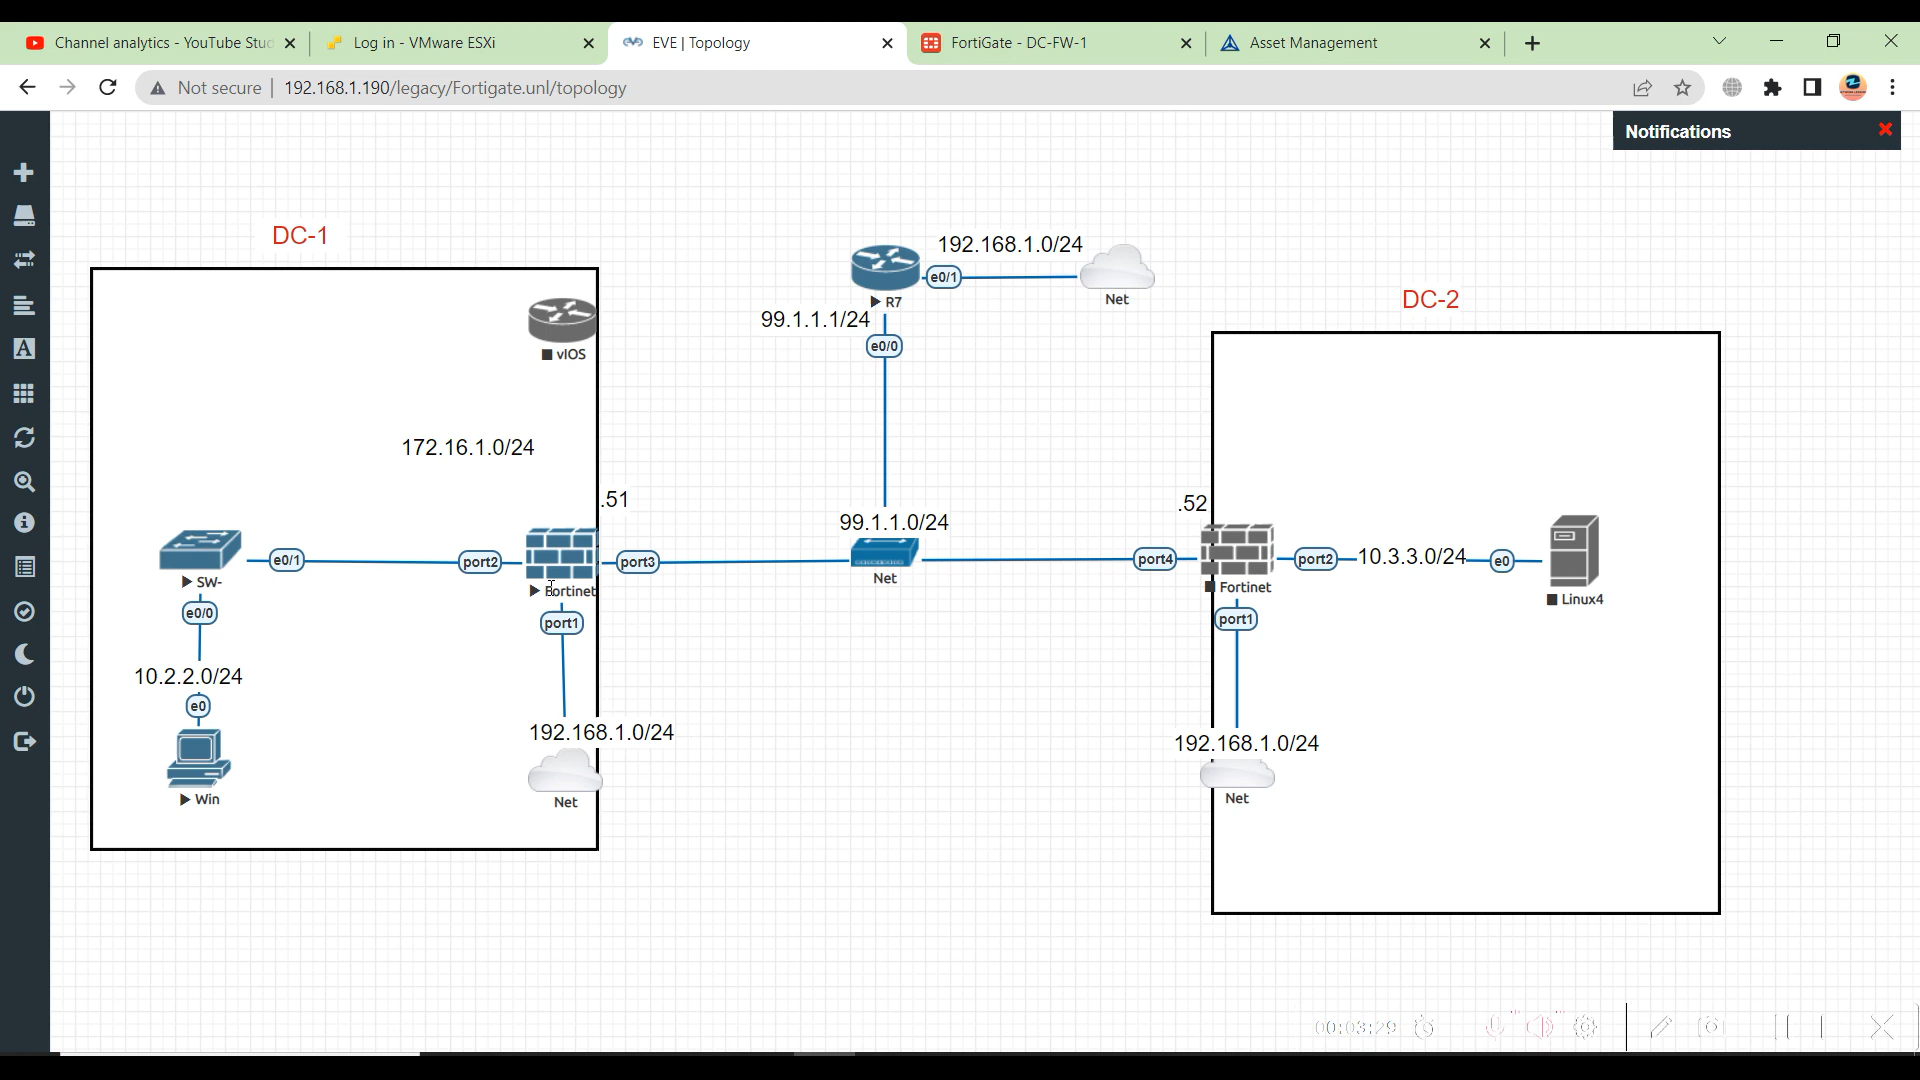 Channel analytics - YouTube Stud
Log in - VMware ESXi
EVE | Topology
FortiGate - DC-FW-1
Asset Management
Not secure
192.168.1.190/legacy/Fortigate.unl/topology
Notifications
DC-1
192.168.1.0/24
e0/1
Net
R7
99.1.1.1/24
e0/0
DC-2
vIOS
172.16.1.0/24
.51
99.1.1.0/24
.52
e0/1
port2
port3
port4
port2
10.3.3.0/24
e0
SW-
Fortinet
Net
Fortinet
Linux4
e0/0
port1
port1
10.2.2.0/24
e0
192.168.1.0/24
192.168.1.0/24
Win
Net
Net
00:03:29